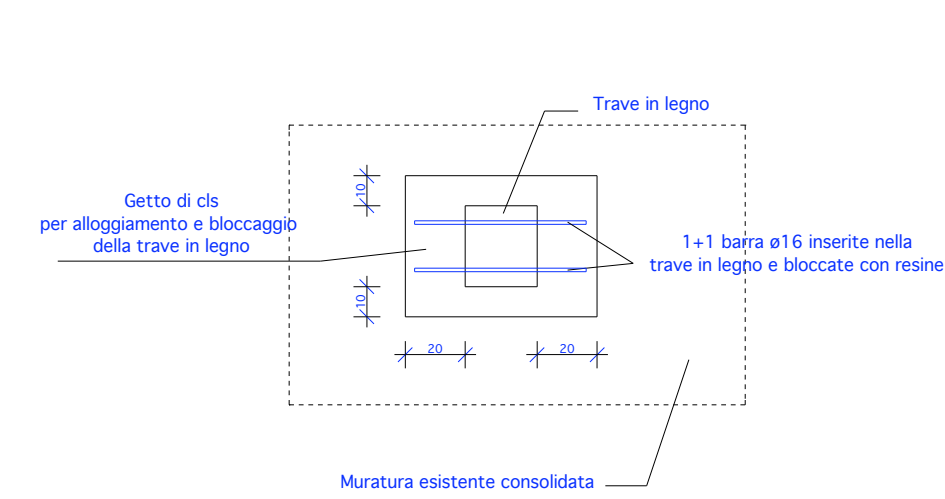 Trave in legno
10
Getto di cls
per alloggiamento e bloccaggio
della trave in legno
1+1 barra ø16 inserite nella
trave in legno e bloccate con resine
10
20
20
Muratura esistente consolidata